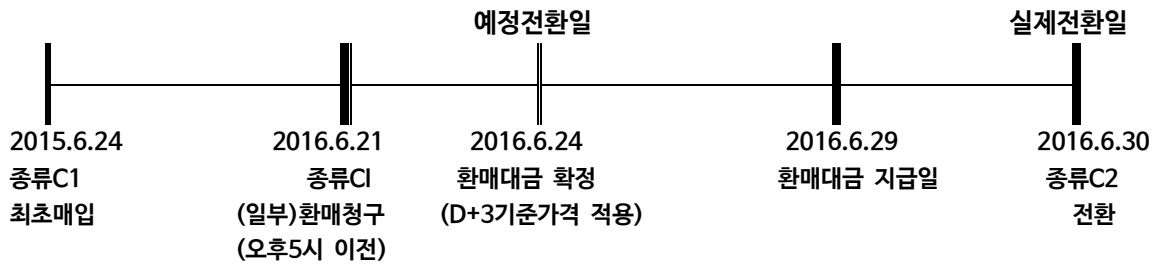 예정전환일 실제전환일
2015.6.24 2016.6.21 2016.6.24 2016.6.29 2016.6.30
종류C1 종류CI 환매대금 확정 환매대금 지급일 종류C2
최초매입 (일부)환매청구 (D+3기준가격 적용) 전환
(오후5시 이전)